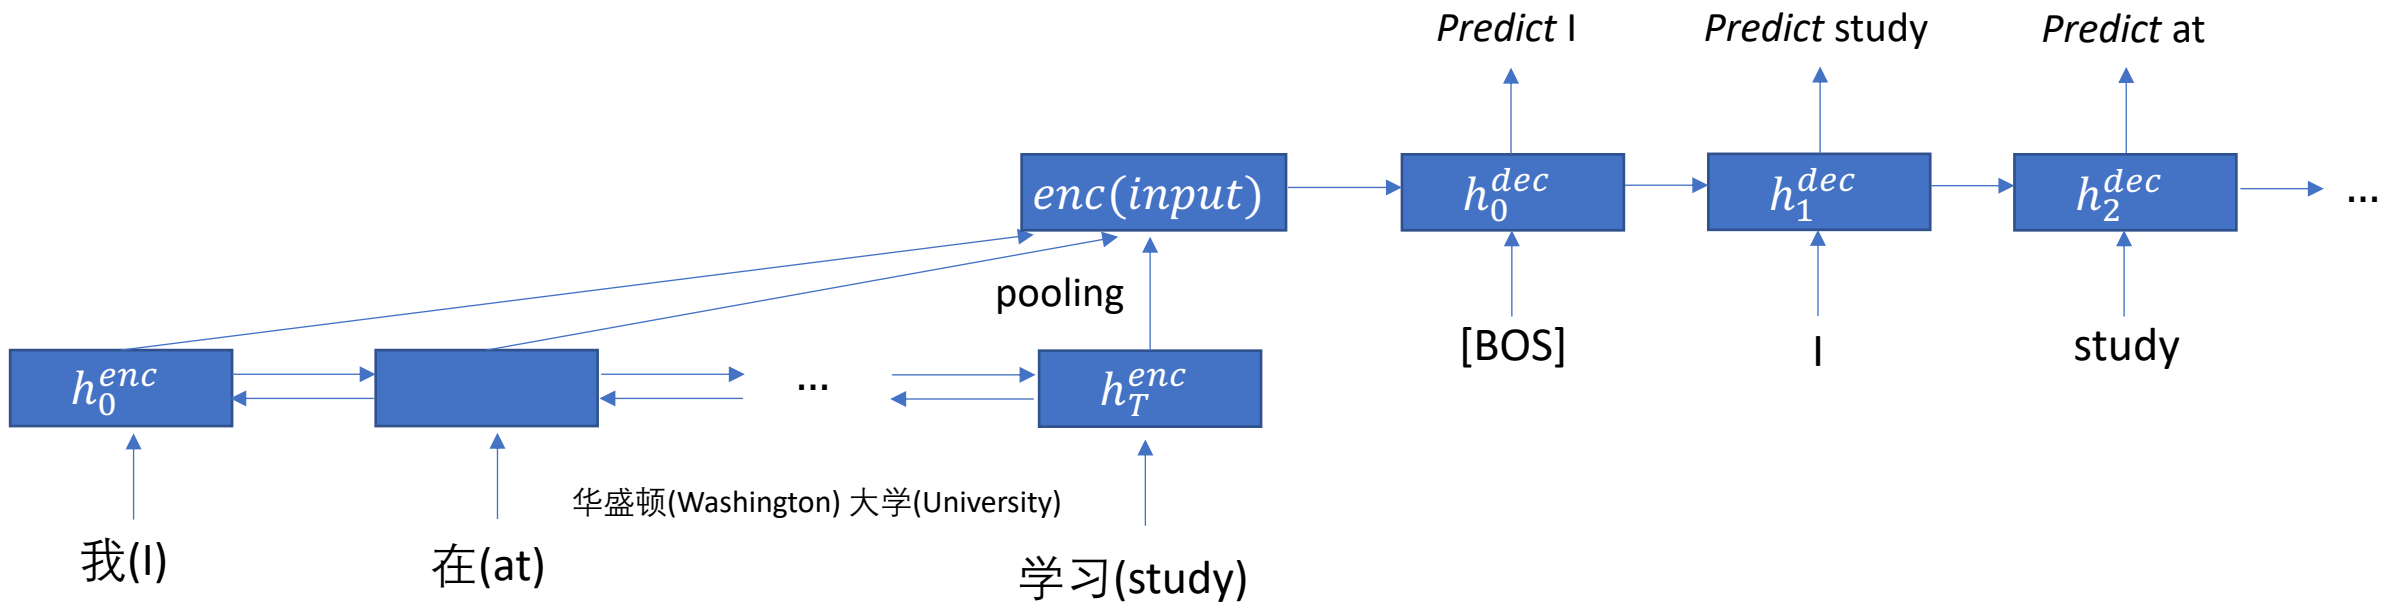 Predict I
Predict study
Predict at
enc(input)
h_0^{dec}
h_1^{dec}
h_2^{dec}
...
pooling
[BOS]
I
study
h_0^{enc}
...
h_T^{enc}
华盛顿(Washington) 大学(University)
我(I)
在(at)
学习(study)